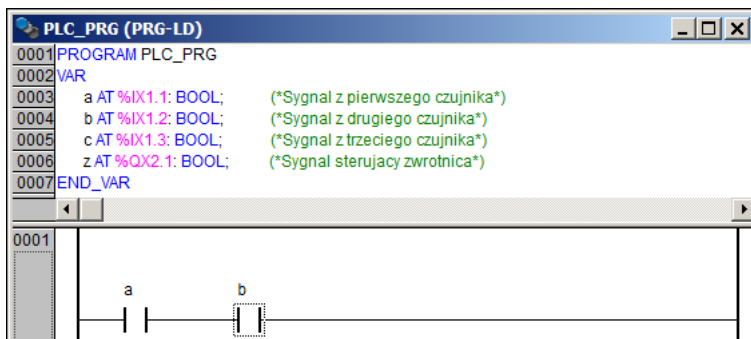 PLC_PRG (PRG-LD)
0001 PROGRAM PLC_PRG
0002 VAR
0003 a AT %IX1.1: BOOL; (*Sygnal z pierwszego czujnika*)
0004 b AT %IX1.2: BOOL; (*Sygnal z drugiego czujnika*)
0005 c AT %IX1.3: BOOL; (*Sygnal z trzeciego czujnika*)
0006 z AT %QX2.1: BOOL; (*Sygnal sterujacy zwrotnica*)
0007 END_VAR
0001
a b